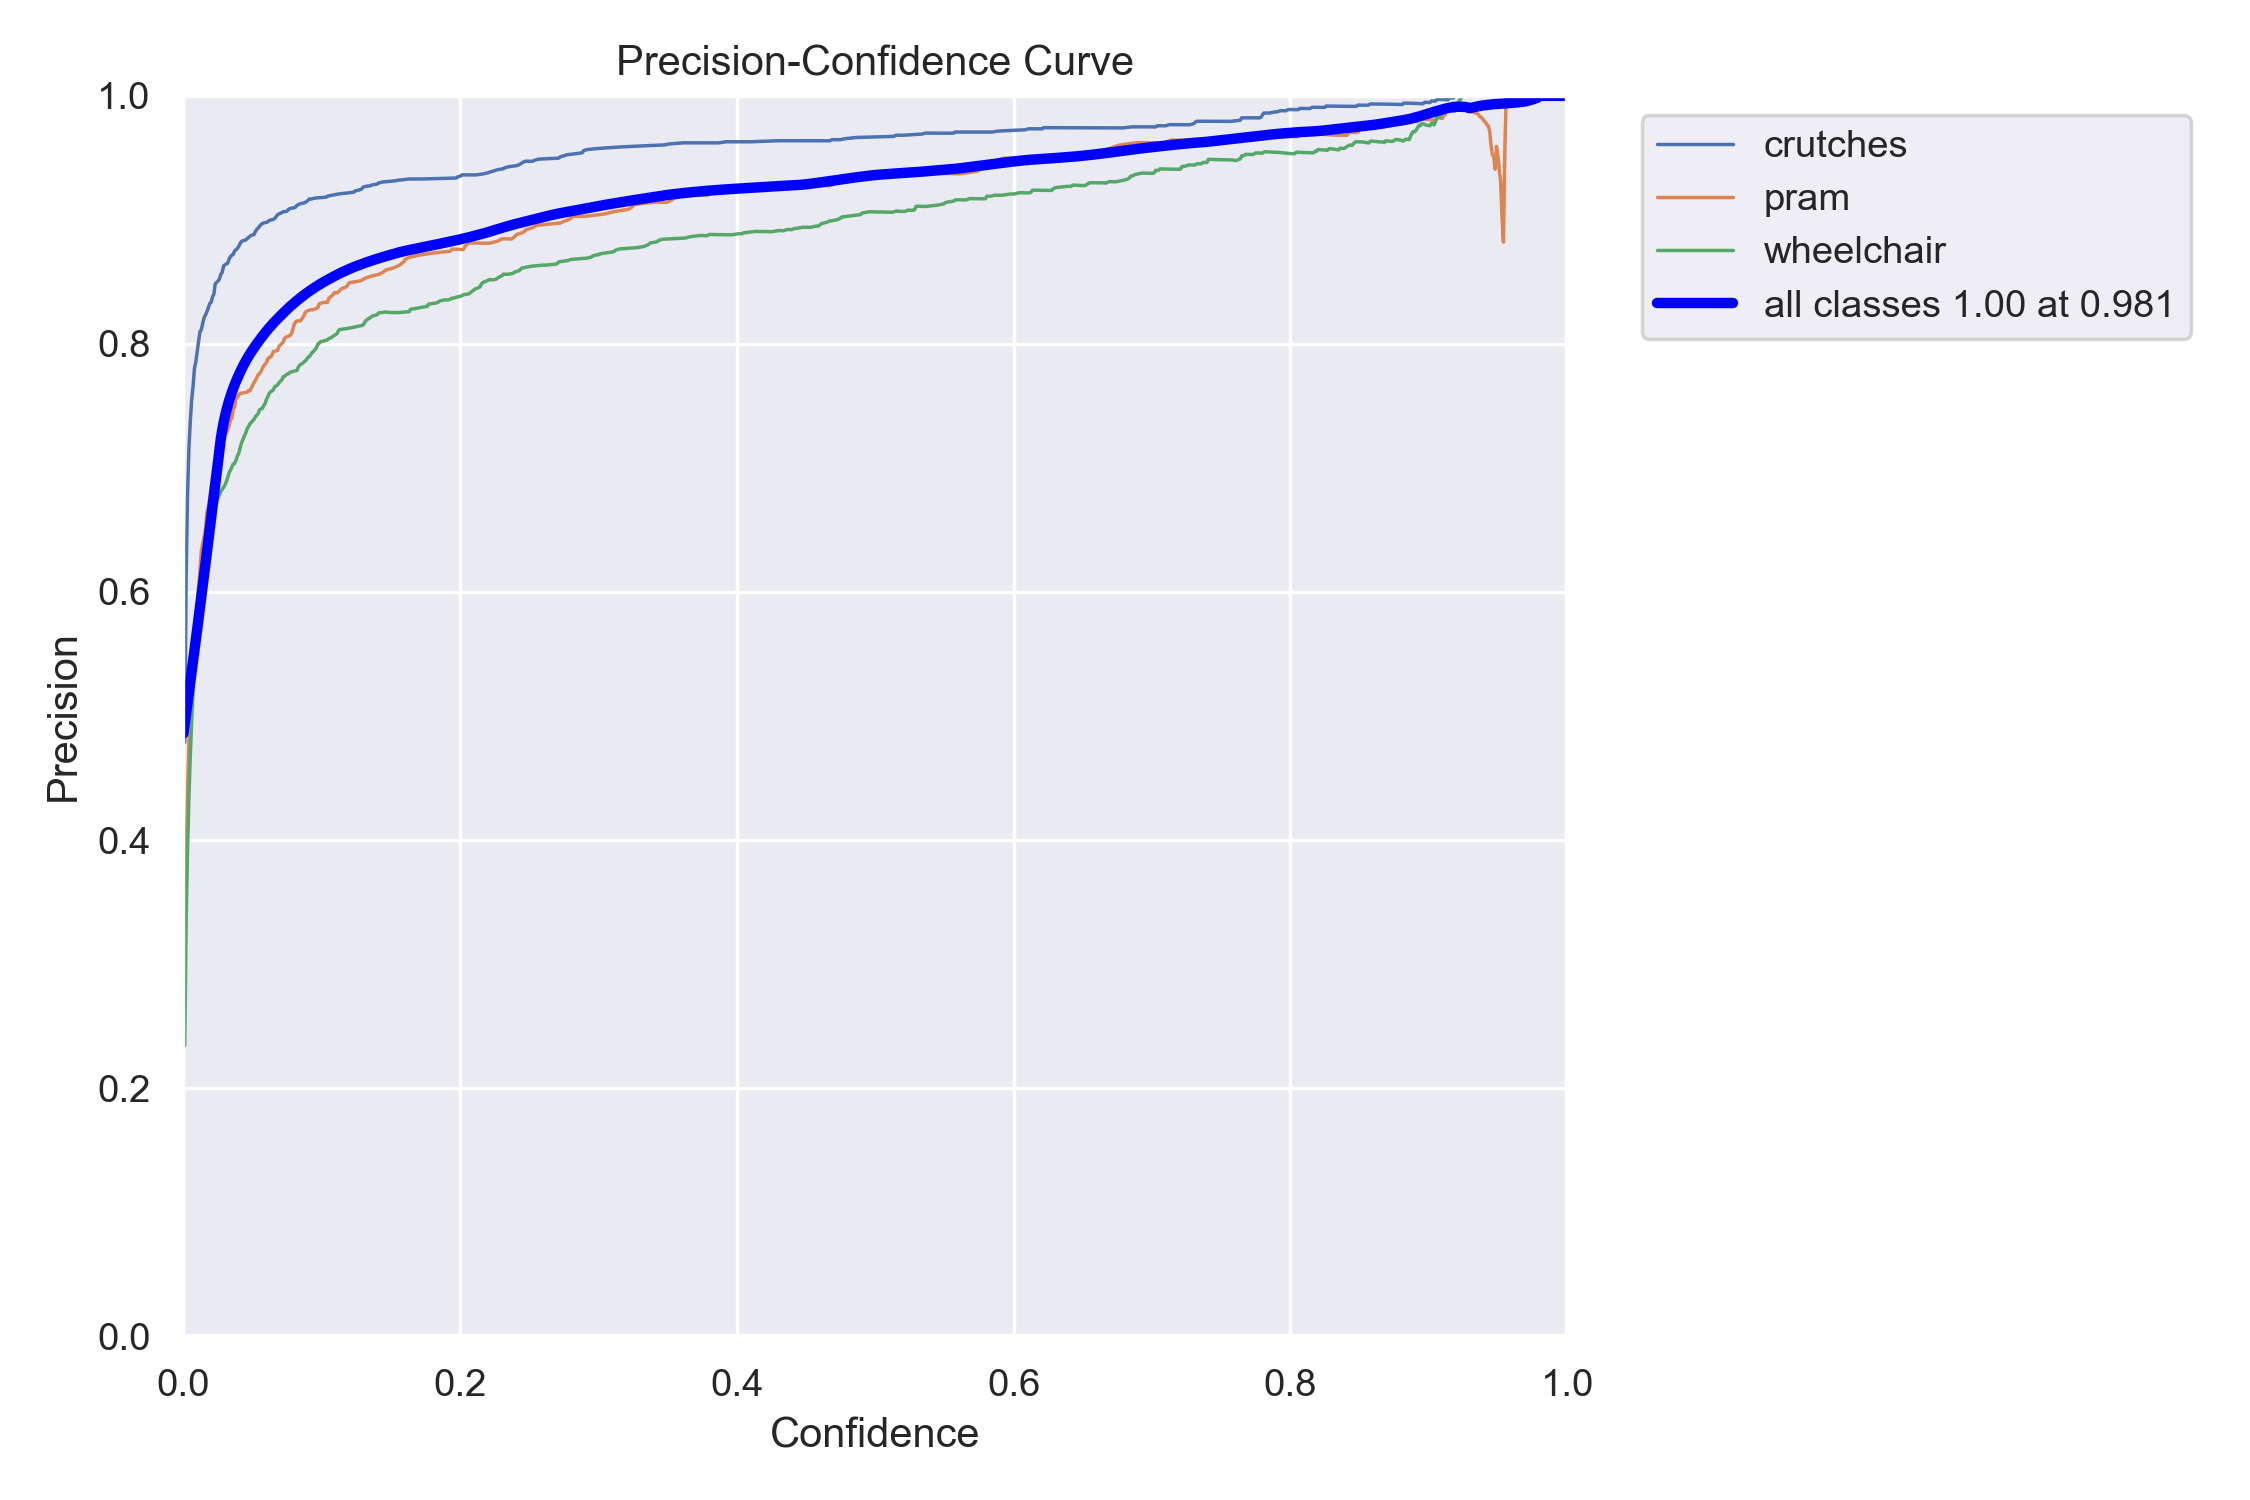 Precision-Confidence Curve
1.0
0.8
0.6
0.4
0.2
0.0
Precision
0.0 0.2 0.4 0.6 0.8 1.0
Confidence
crutches
pram
wheelchair
all classes 1.00 at 0.981